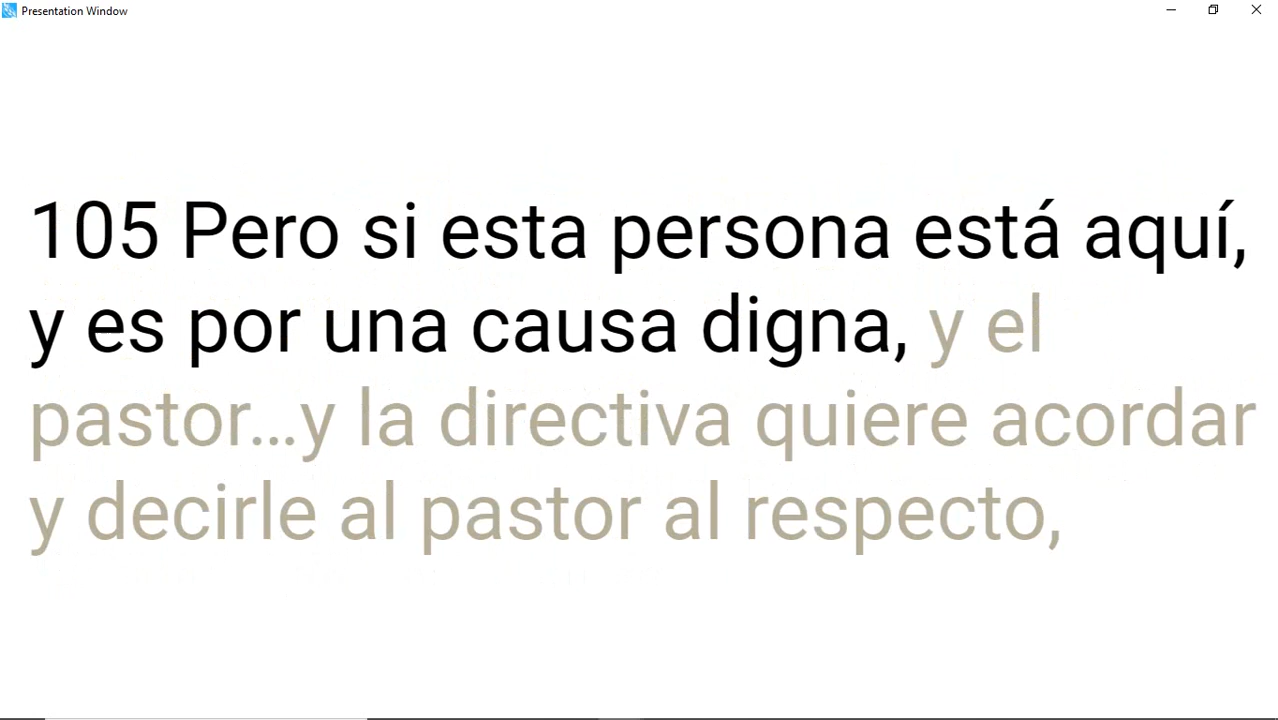 Presentation Window
105 Pero si esta persona está aquí,
y es por una causa digna, y el
pastor...y la directiva quiere acordar
y decirle al pastor al respecto,